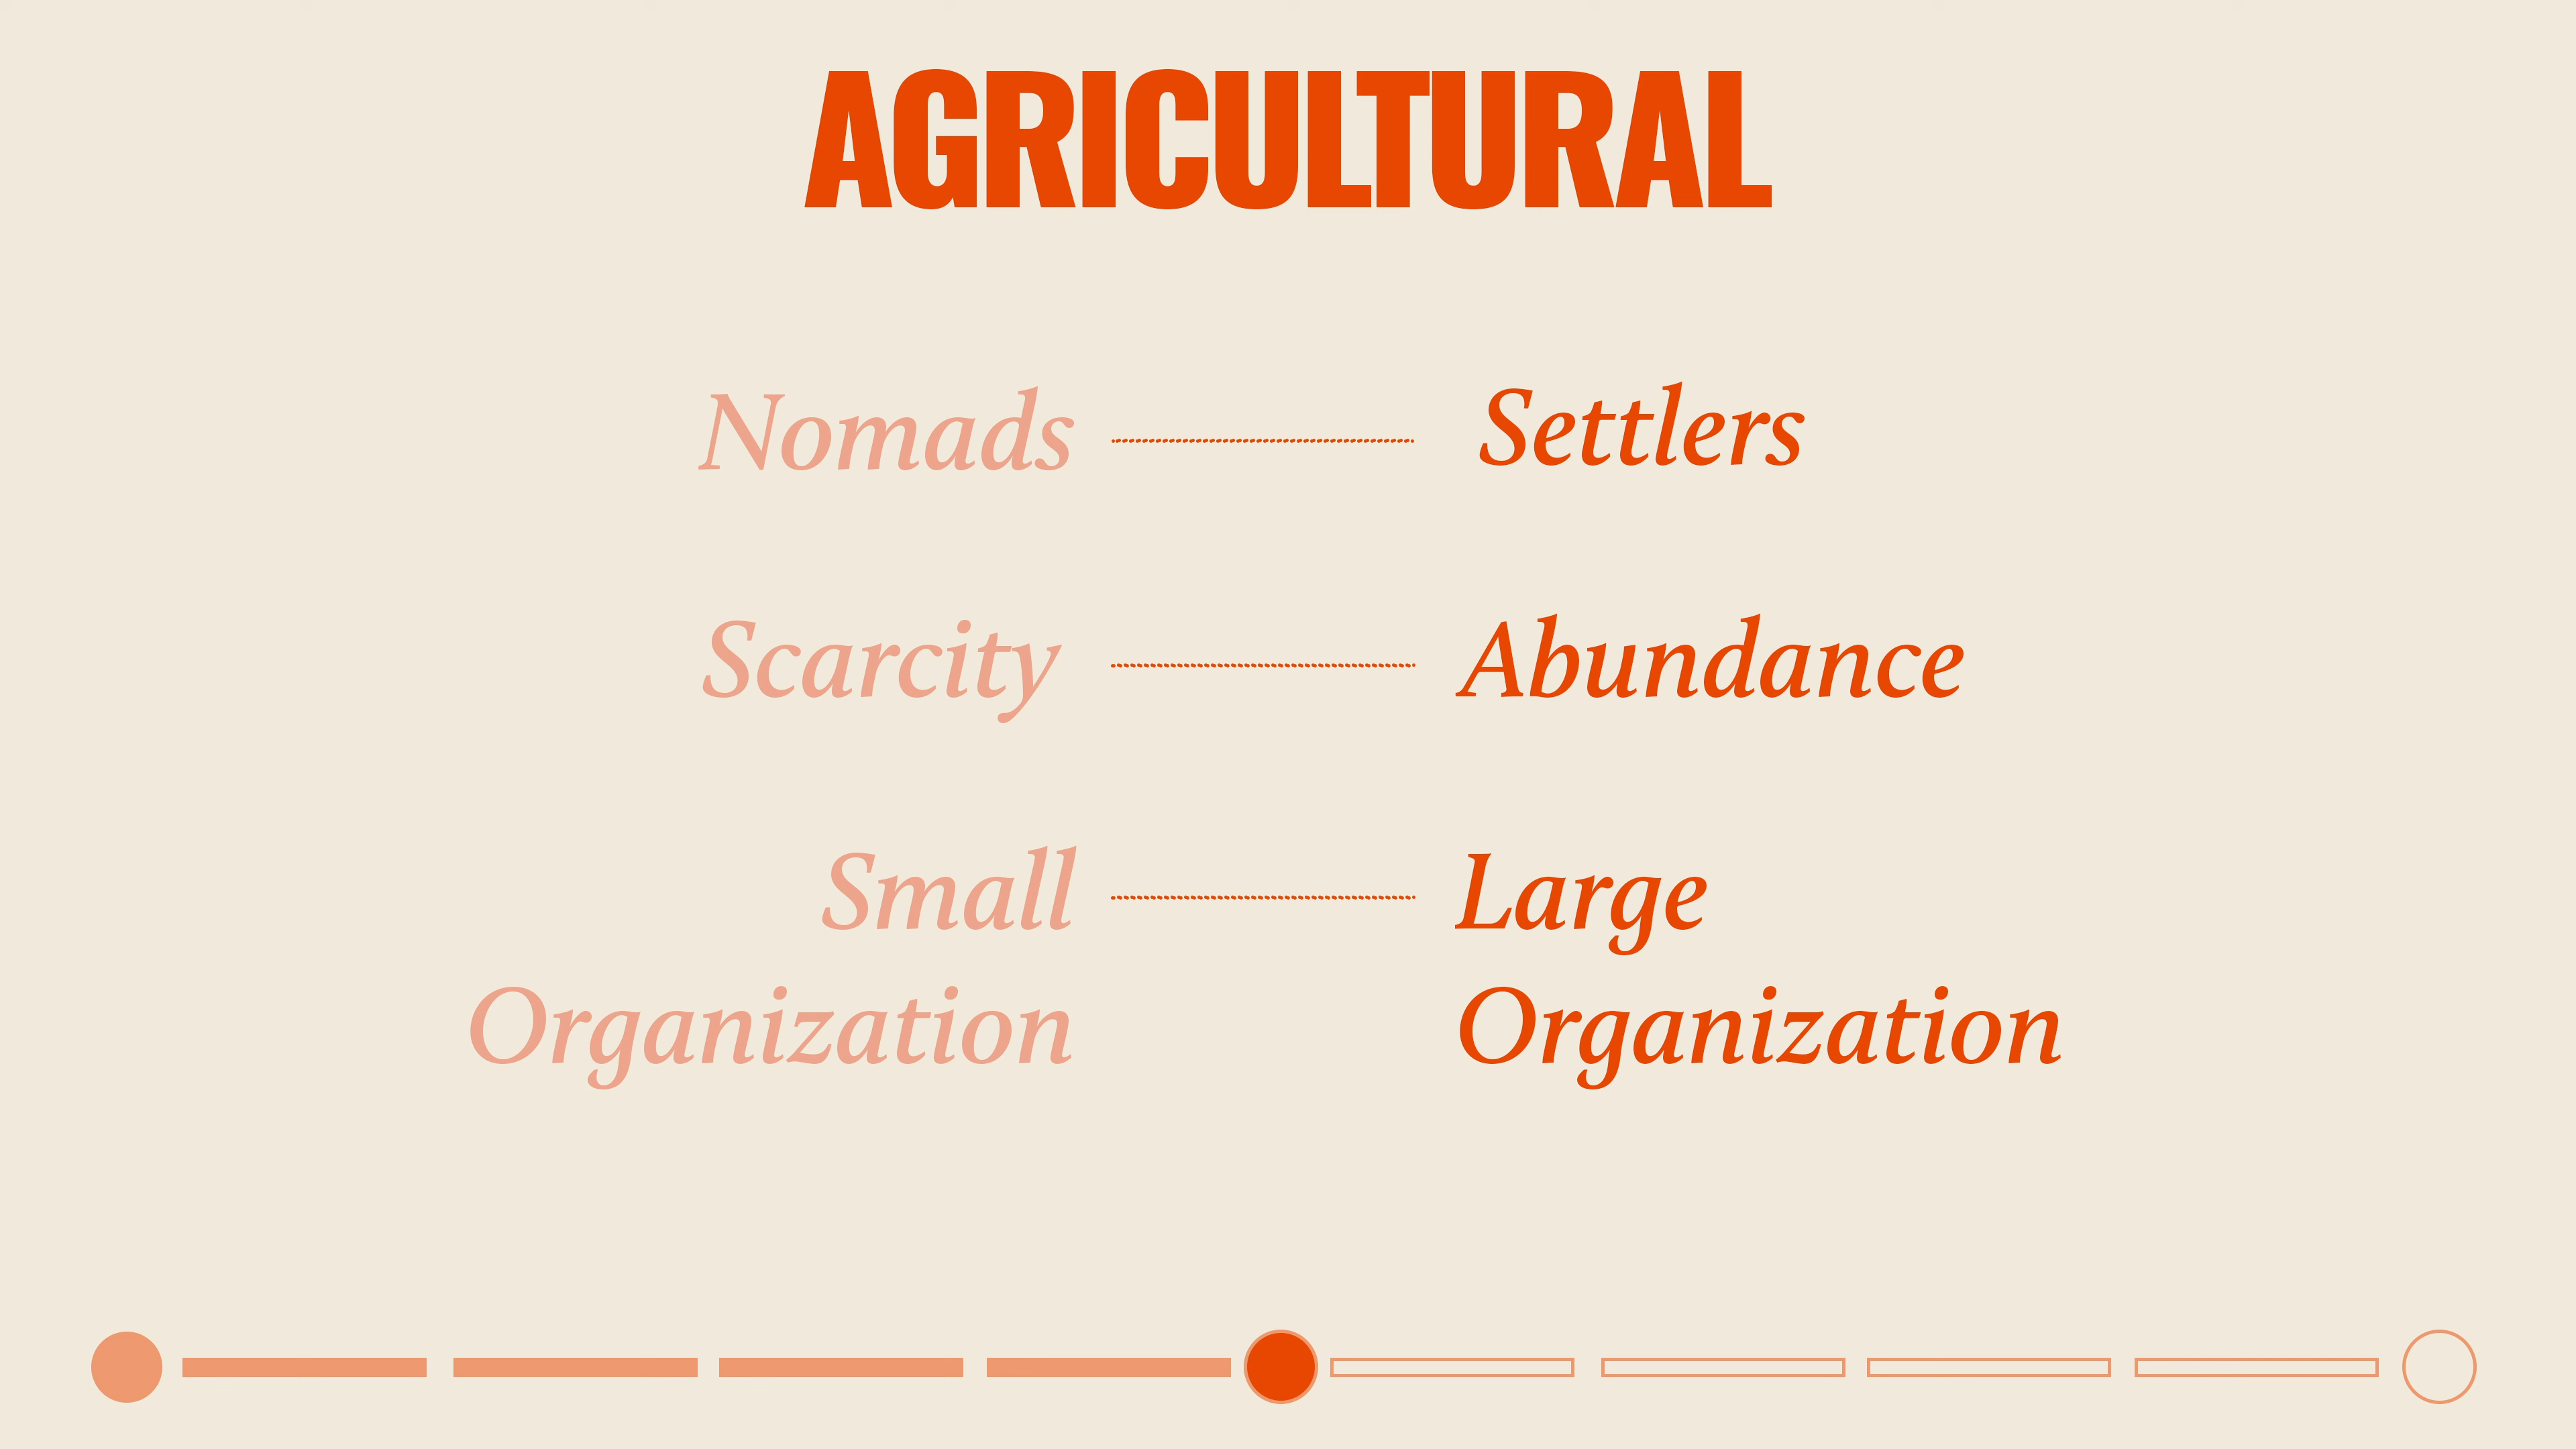 AGRICULTURAL
Nomads Settlers
Scarcity Abundance
Small Large
Organization Organization